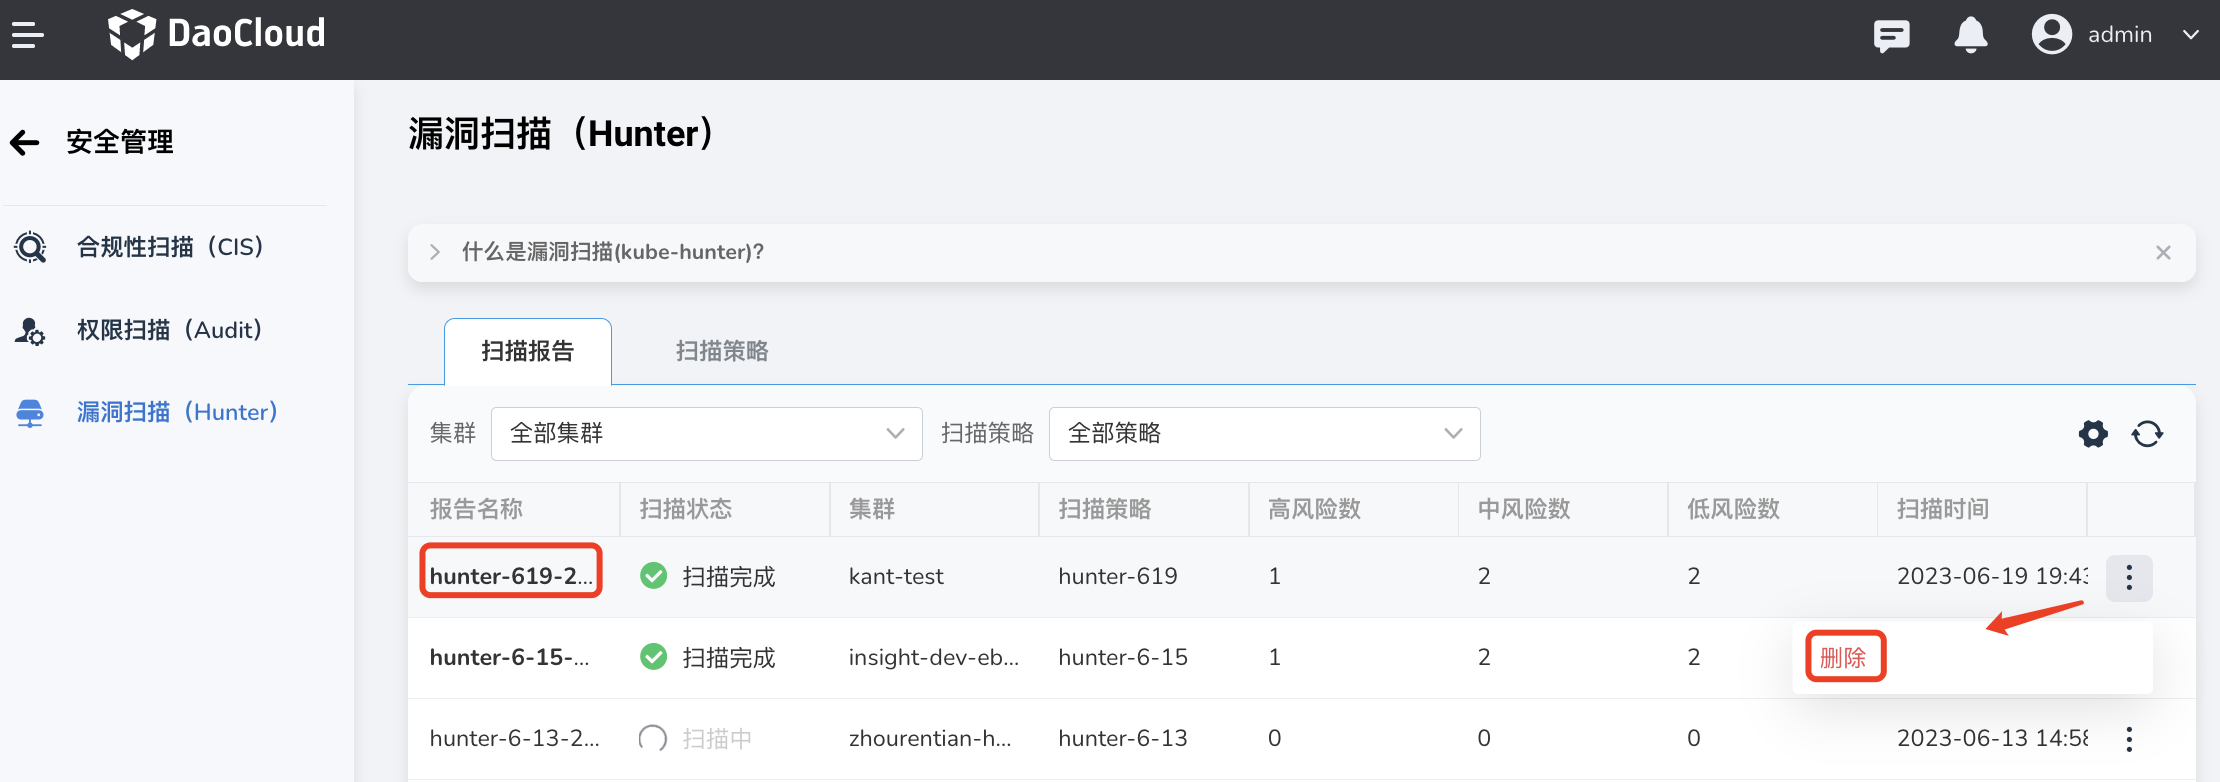 DaoCloud
admin
安全管理
合规性扫描（CIS）
权限扫描（Audit）
漏洞扫描（Hunter）
漏洞扫描（Hunter）
什么是漏洞扫描(kube-hunter)?
扫描报告 扫描策略
集群 全部集群 扫描策略 全部策略
报告名称 扫描状态 集群 扫描策略 高风险数 中风险数 低风险数 扫描时间
hunter-619-2... 扫描完成 kant-test hunter-619 1 2 2 2023-06-19 19:43
hunter-6-15-... 扫描完成 insight-dev-eb... hunter-6-15 1 2 2 删除
hunter-6-13-2... 扫描中 zhourentian-h... hunter-6-13 0 0 0 2023-06-13 14:58